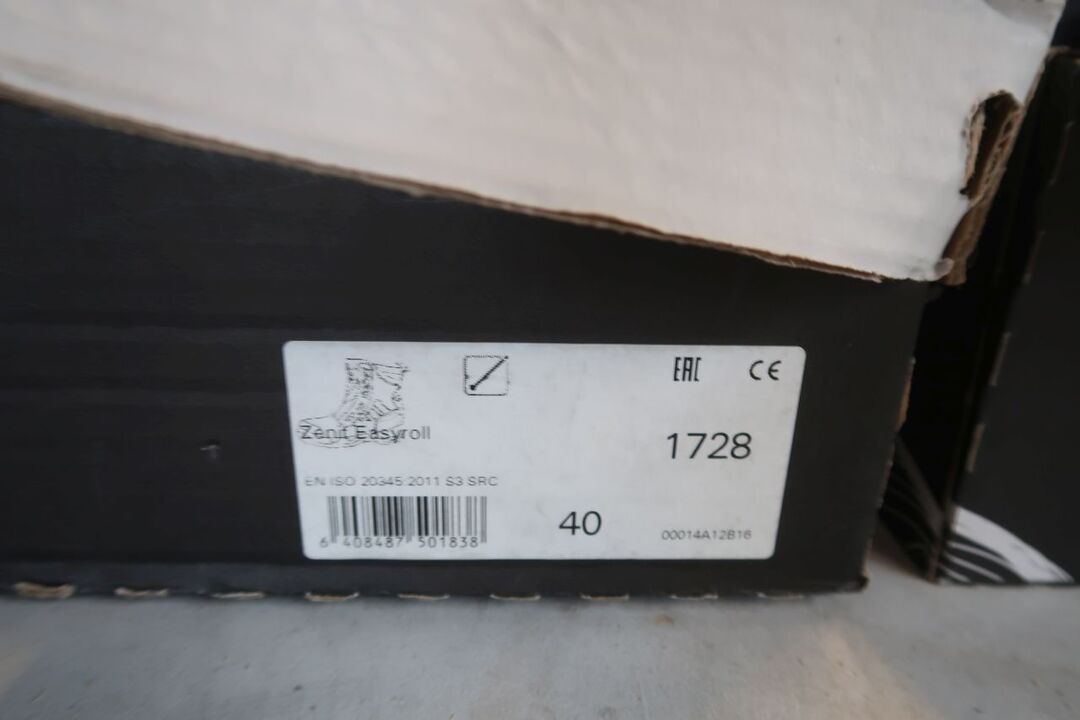 EAC CE
Zenit Easyroll
1728
EN ISO 20345:2011 S3 SRC
40
00014A12B16
6 408487 501838